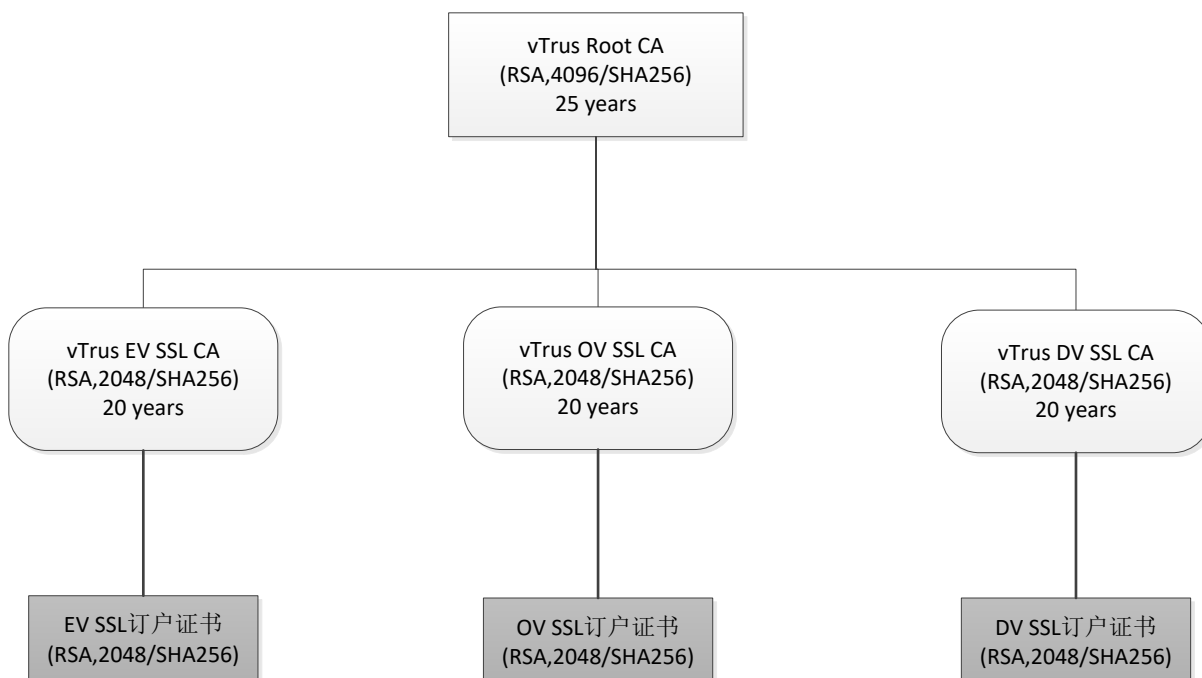 vTrus Root CA
(RSA,4096/SHA256)
25 years
vTrus EV SSL CA
(RSA,2048/SHA256)
20 years
vTrus OV SSL CA
(RSA,2048/SHA256)
20 years
vTrus DV SSL CA
(RSA,2048/SHA256)
20 years
EV SSL订户证书
(RSA,2048/SHA256)
OV SSL订户证书
(RSA,2048/SHA256)
DV SSL订户证书
(RSA,2048/SHA256)